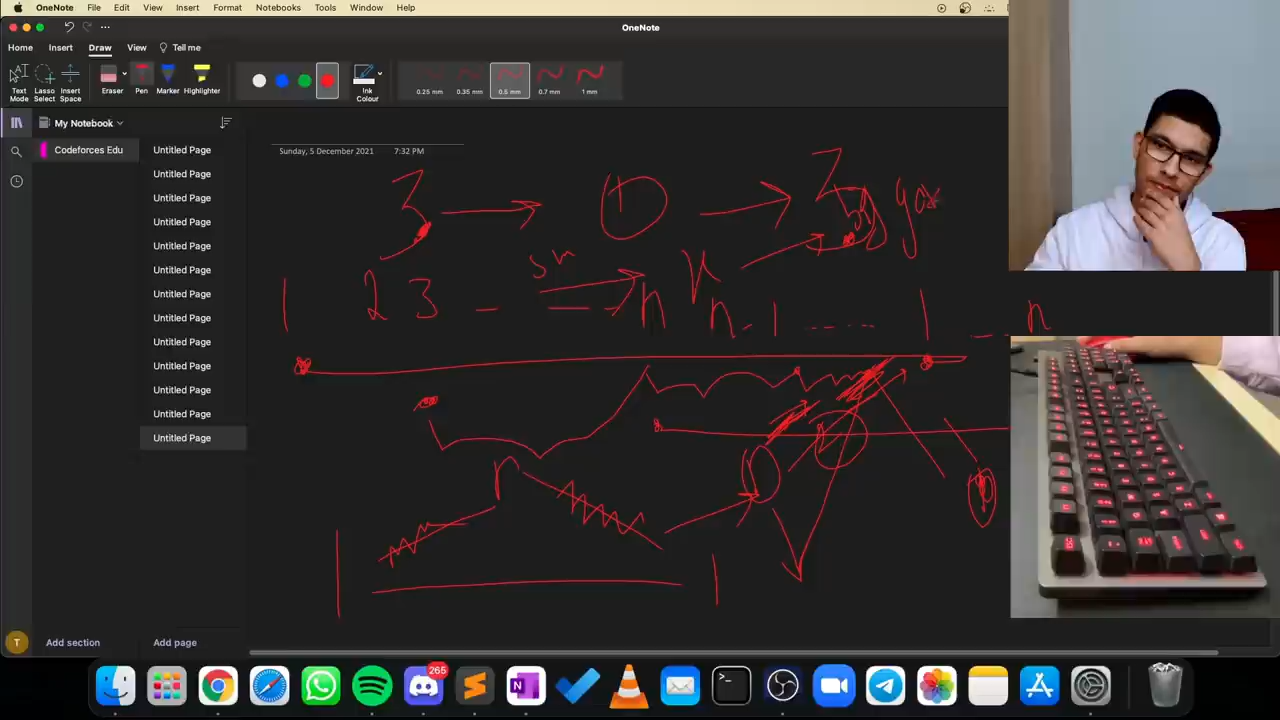 OneNote File Edit View Insert Format Notebooks Tools Window Help
OneNote
Home Insert Draw View Tell me
Text Mode
Lasso Select
Insert Space
Eraser
Pen
Marker
Highlighter
Ink Colour
0.25 mm 0.35 mm 0.5 mm 0.7 mm 1 mm
My Notebook
Codeforces Edu
Untitled Page
Untitled Page
Untitled Page
Untitled Page
Untitled Page
Untitled Page
Untitled Page
Untitled Page
Untitled Page
Untitled Page
Untitled Page
Untitled Page
Untitled Page
Sunday, 5 December 2021 7:32 PM
3 → 1 → 3
1 2 3 - - n n-1 ..... 1 -- n
n
1 1
T
Add section
Add page
265